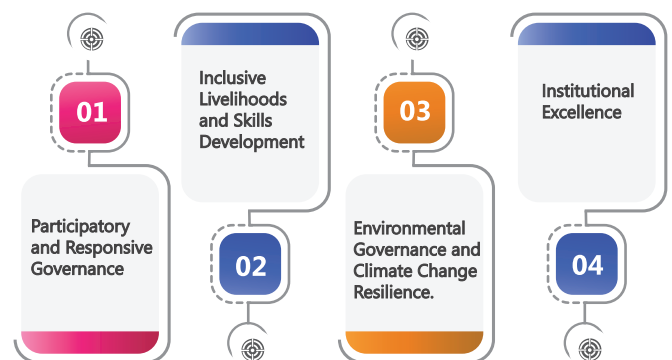 01
Participatory
and Responsive
Governance
Inclusive
Livelihoods
and Skills
Development
02
03
Environmental
Governance and
Climate Change
Resilience.
Institutional
Excellence
04